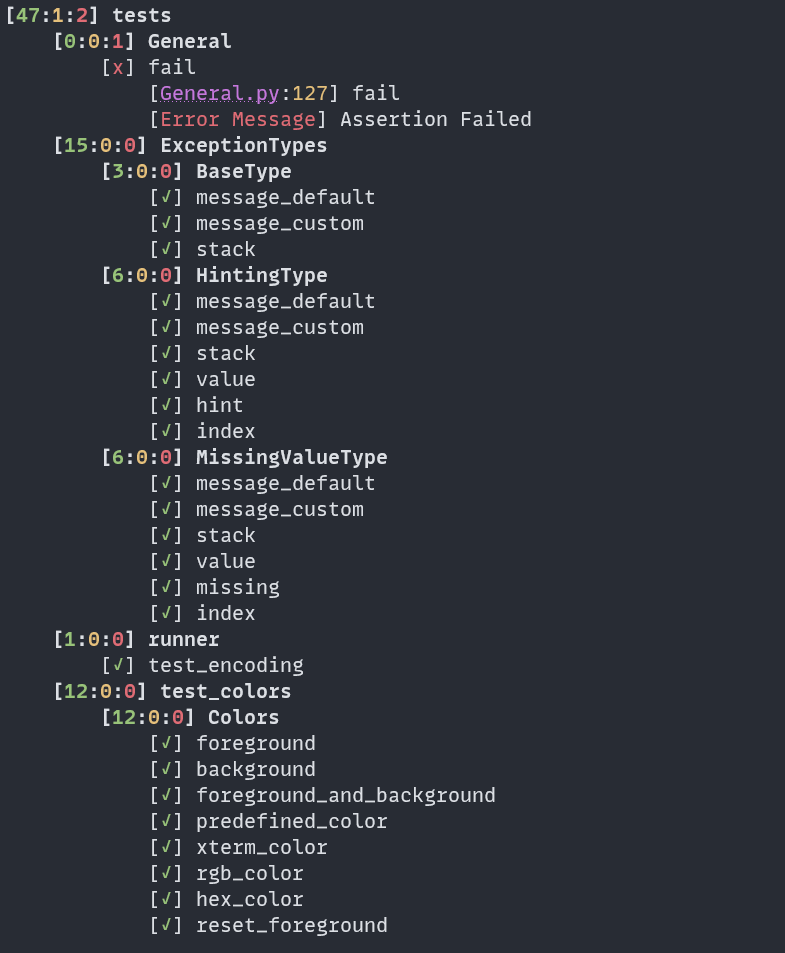 [47:1:2] tests
[0:0:1] General
[x] fail
[General.py:127] fail
[Error Message] Assertion Failed
[15:0:0] ExceptionTypes
[3:0:0] BaseType
[✓] message_default
[✓] message_custom
[✓] stack
[6:0:0] HintingType
[✓] message_default
[✓] message_custom
[✓] stack
[✓] value
[✓] hint
[✓] index
[6:0:0] MissingValueType
[✓] message_default
[✓] message_custom
[✓] stack
[✓] value
[✓] missing
[✓] index
[1:0:0] runner
[✓] test_encoding
[12:0:0] test_colors
[12:0:0] Colors
[✓] foreground
[✓] background
[✓] foreground_and_background
[✓] predefined_color
[✓] xterm_color
[✓] rgb_color
[✓] hex_color
[✓] reset_foreground